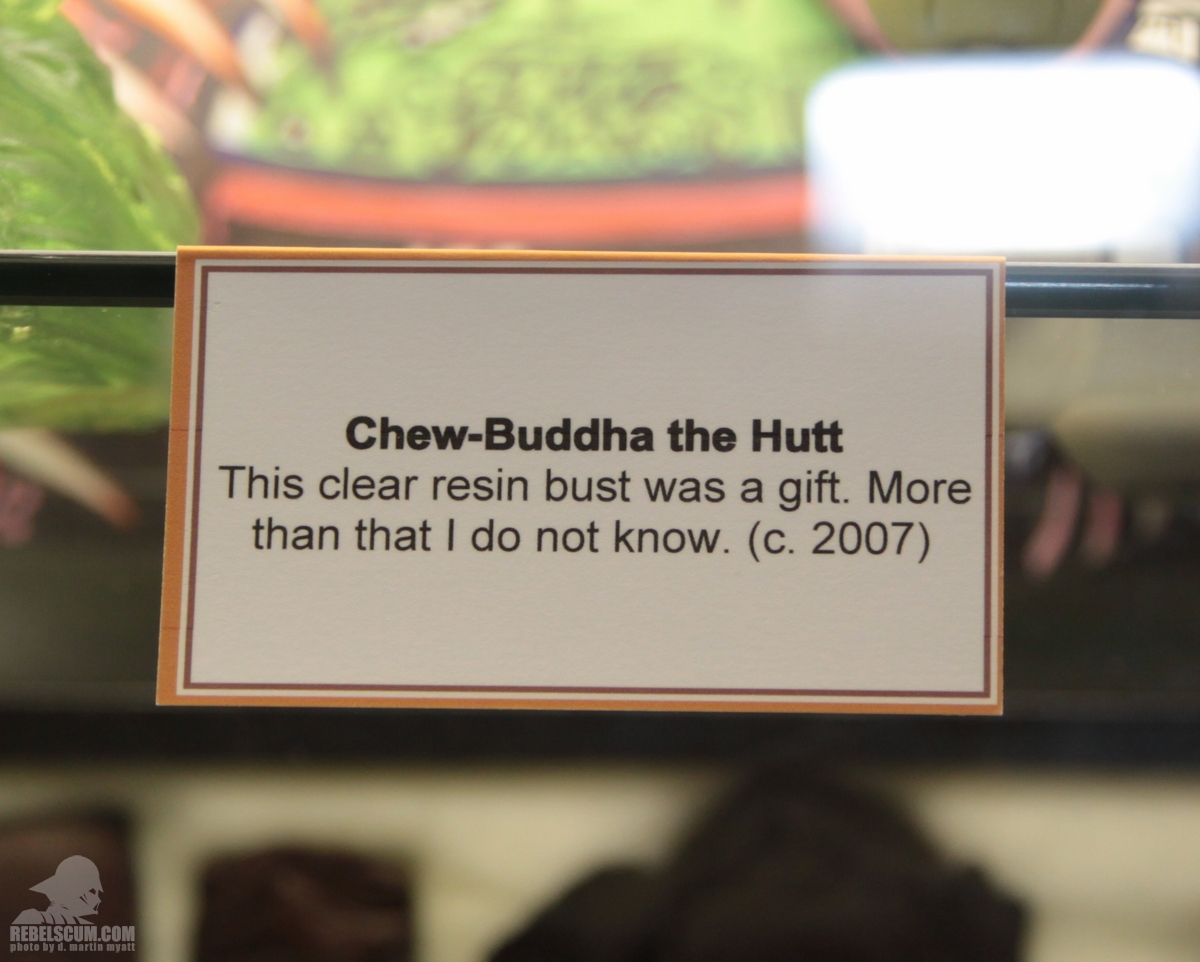 Chew-Buddha the Hutt
This clear resin bust was a gift. More
than that I do not know. (c. 2007)
REBELSCUM.COM
photo by d. martin myatt